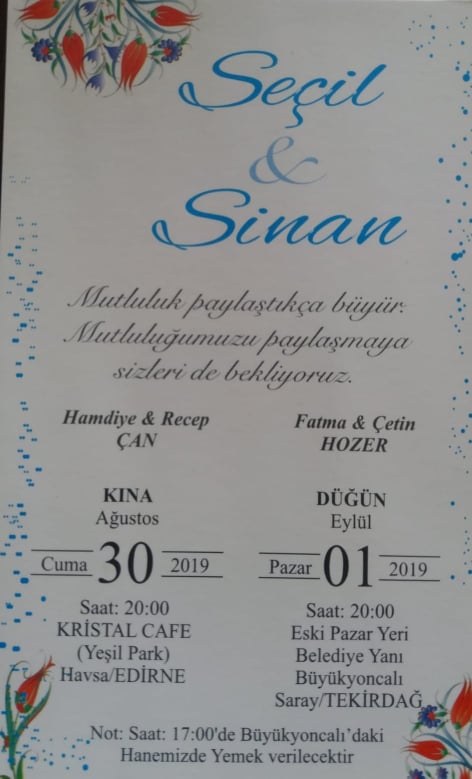 Seçil
&
Sinan
Mutluluk paylaştıkça büyür.
Mutluluğumuzu paylaşmaya
sizleri de bekliyoruz.
Hamdiye & Recep
ÇAN
KINA
Ağustos
Cuma 30 2019
Saat: 20:00
KRİSTAL CAFE
(Yeşil Park)
Havsa/EDİRNE
Fatma & Çetin
HOZER
DÜĞÜN
Eylül
Pazar 01 2019
Saat: 20:00
Eski Pazar Yeri
Belediye Yanı
Büyükyoncalı
Saray/TEKİRDAĞ
Not: Saat: 17:00'de Büyükyoncalı'daki
Hanemizde Yemek verilecektir